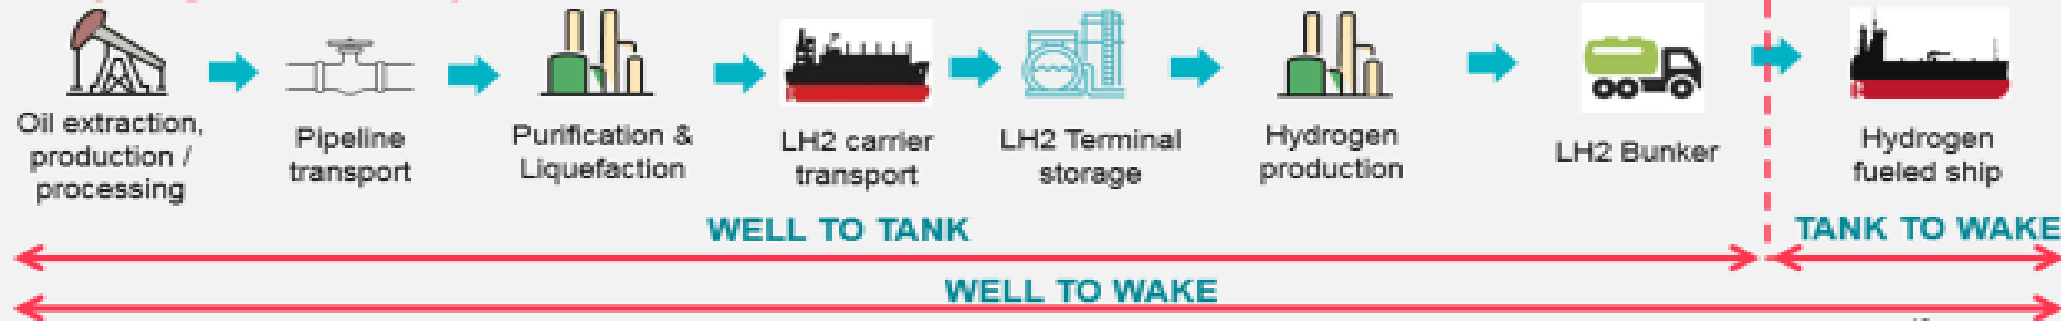 Oil extraction,
production /
processing
Pipeline
transport
Purification &
Liquefaction
LH2 carrier
transport
LH2 Terminal
storage
Hydrogen
production
LH2 Bunker
Hydrogen
fueled ship
WELL TO TANK
TANK TO WAKE
WELL TO WAKE